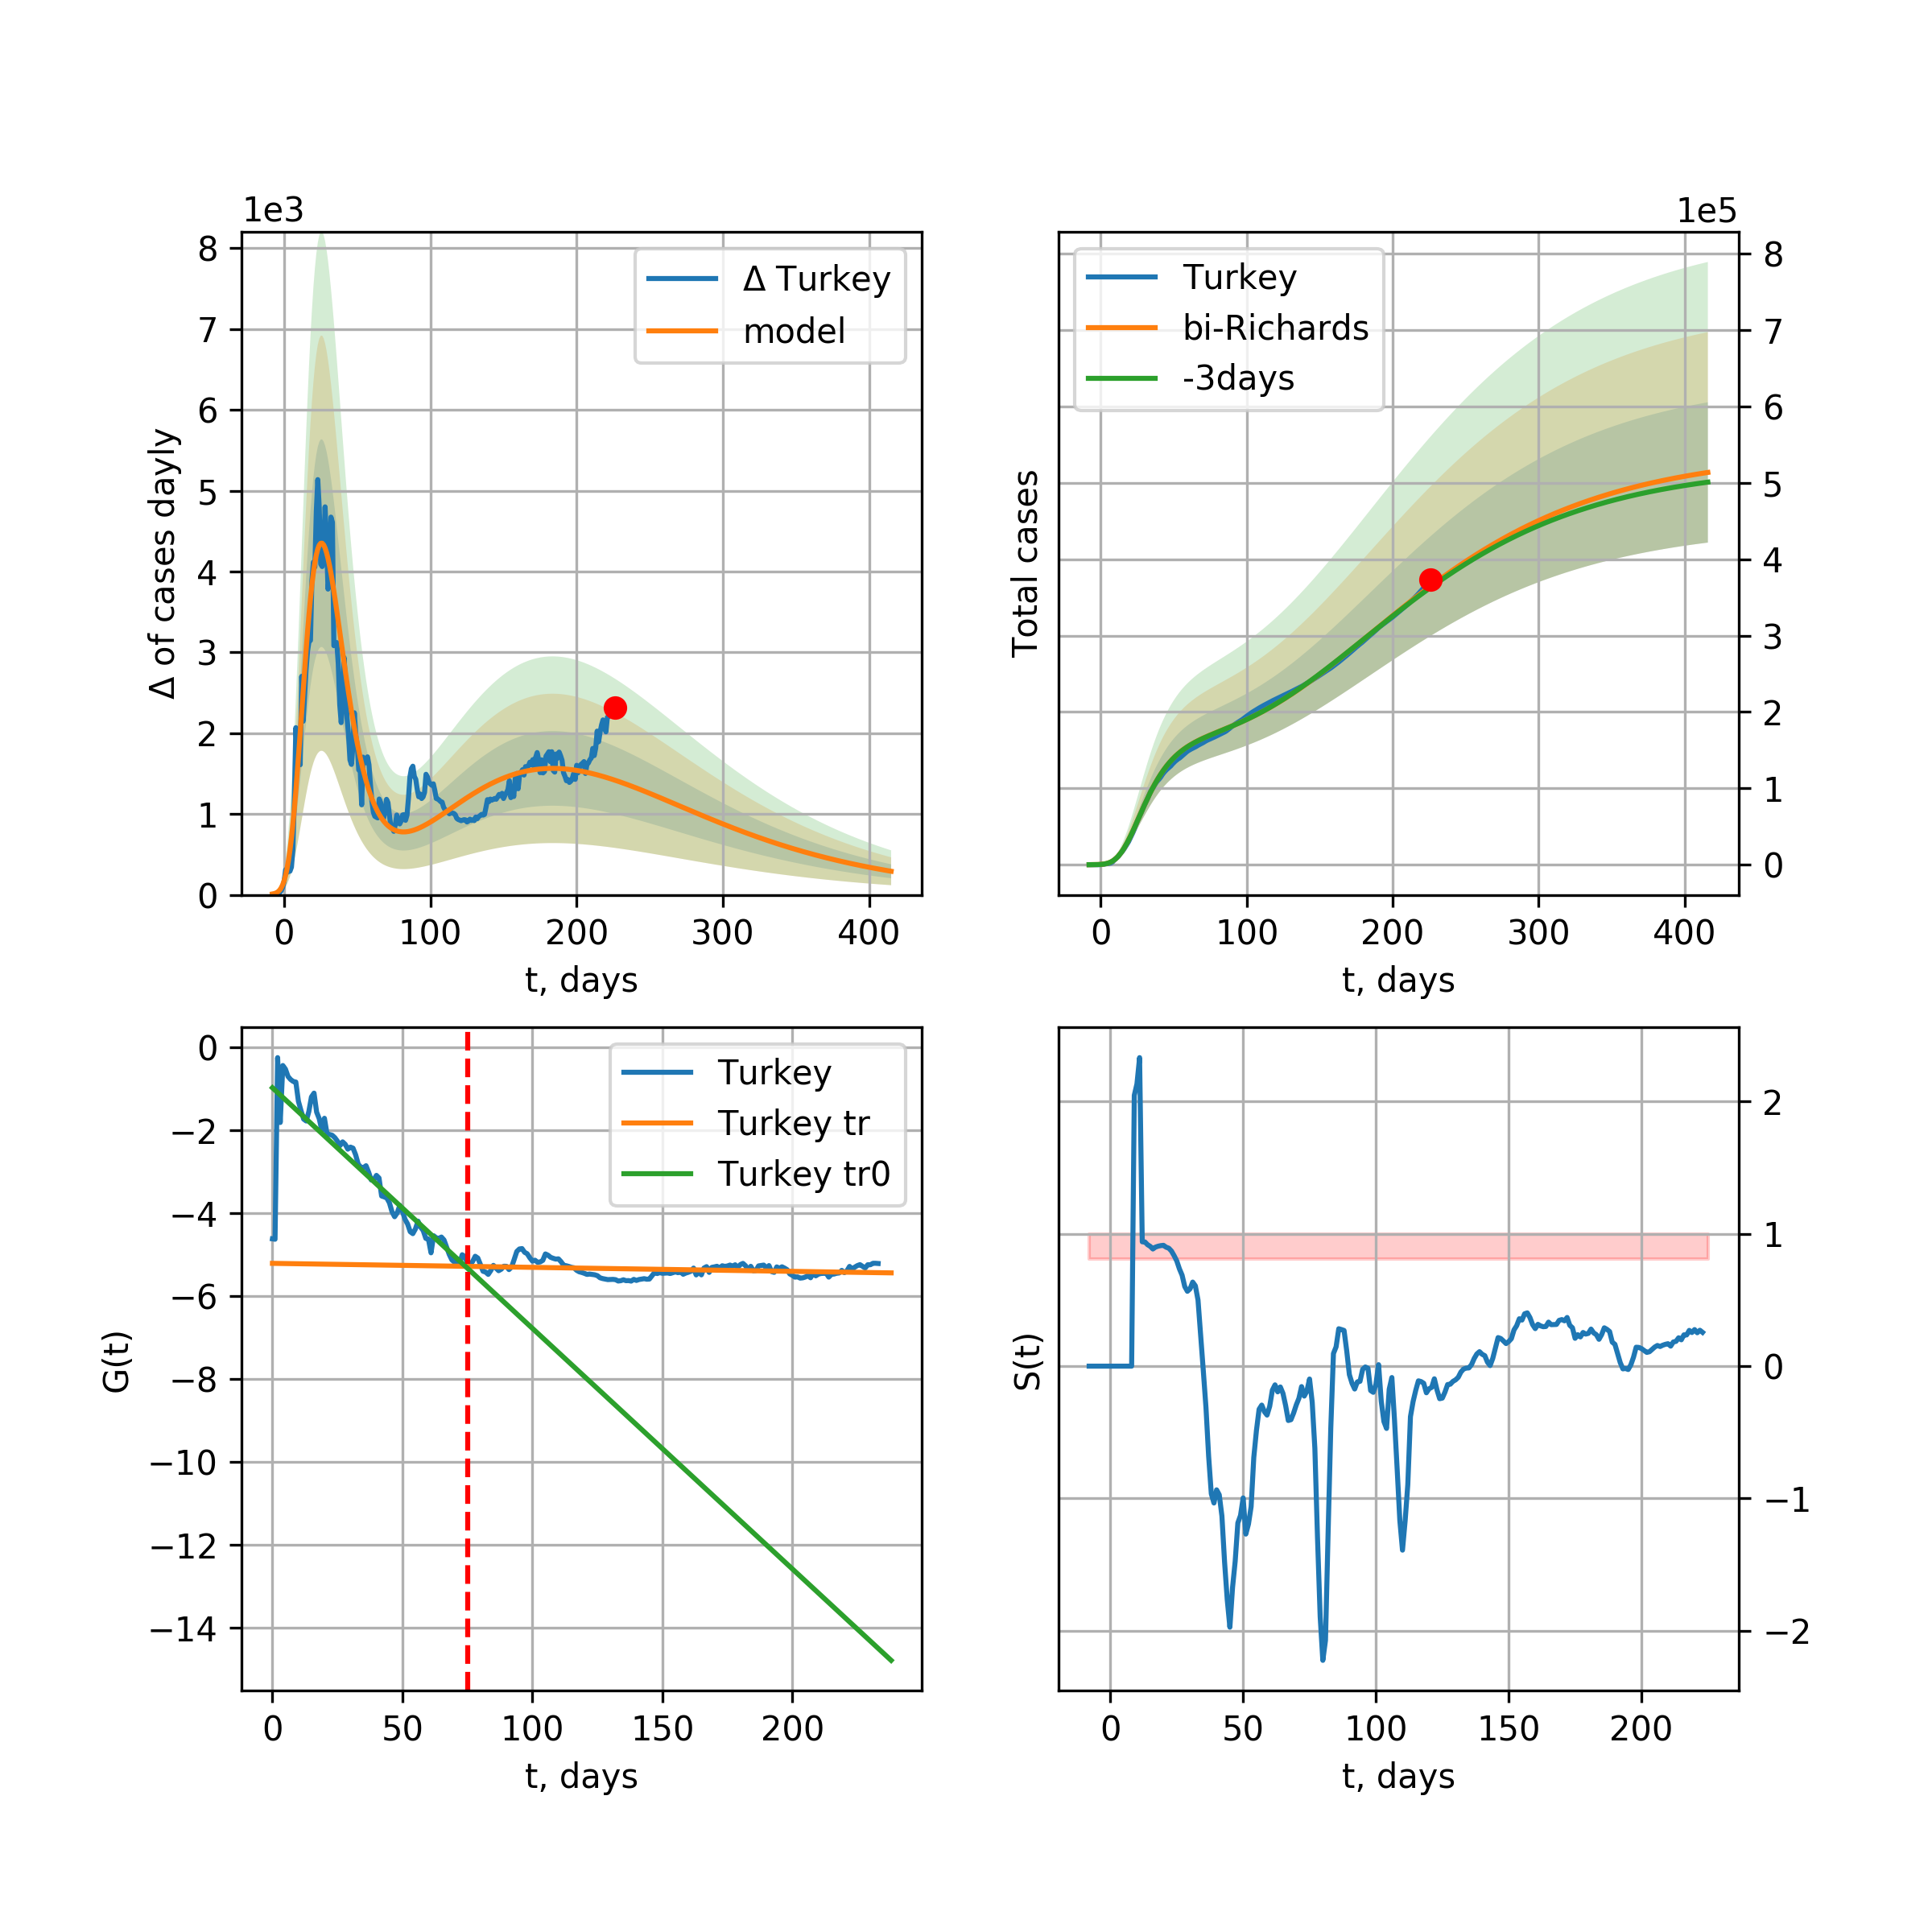 1e3
8
7
6
5
4
3
2
1
0
Δ of cases dayly
Δ Turkey
model
0 100 200 300 400
t, days
1e5
Turkey
bi-Richards
-3days
Total cases
8
7
6
5
4
3
2
1
0
0 100 200 300 400
t, days
0
−2
−4
−6
−8
−10
−12
−14
G(t)
Turkey
Turkey tr
Turkey tr0
0 50 100 150 200
t, days
S(t)
2
1
0
−1
−2
0 50 100 150 200
t, days